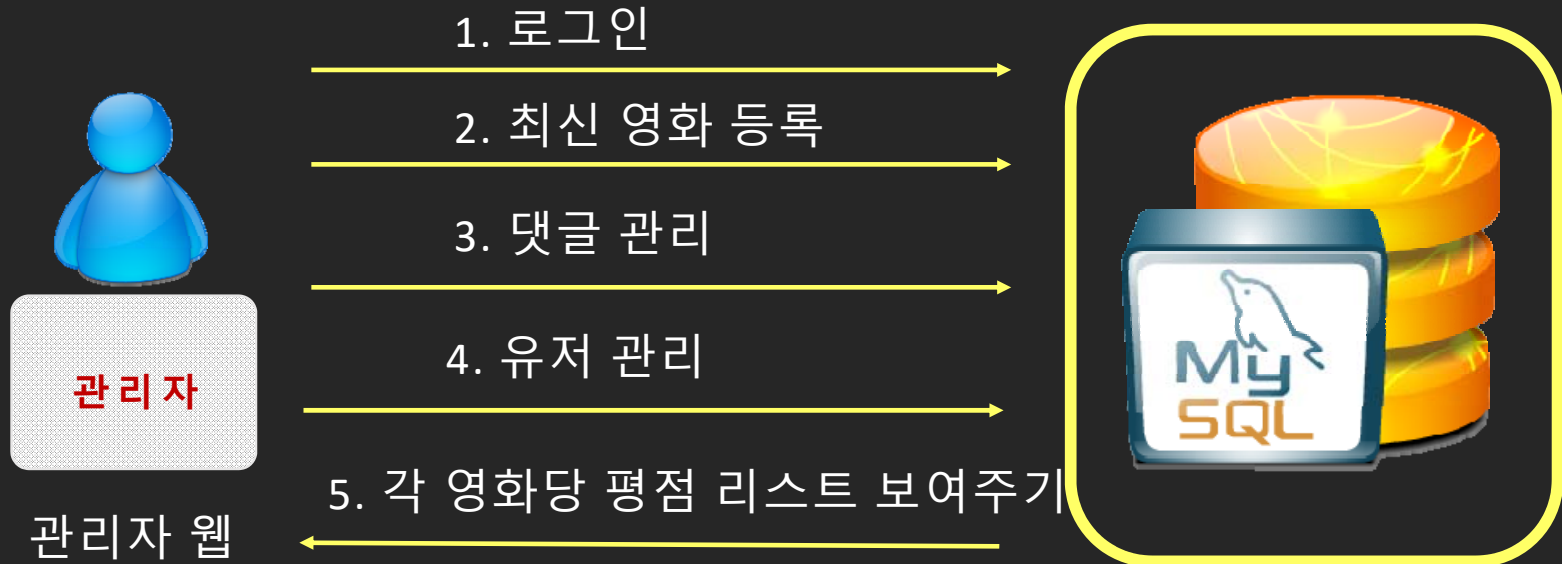 1. 로그인
2. 최신 영화 등록
3. 댓글 관리
4. 유저 관리
관리자
5. 각 영화당 평점 리스트 보여주기
관리자 웹
My
SQL